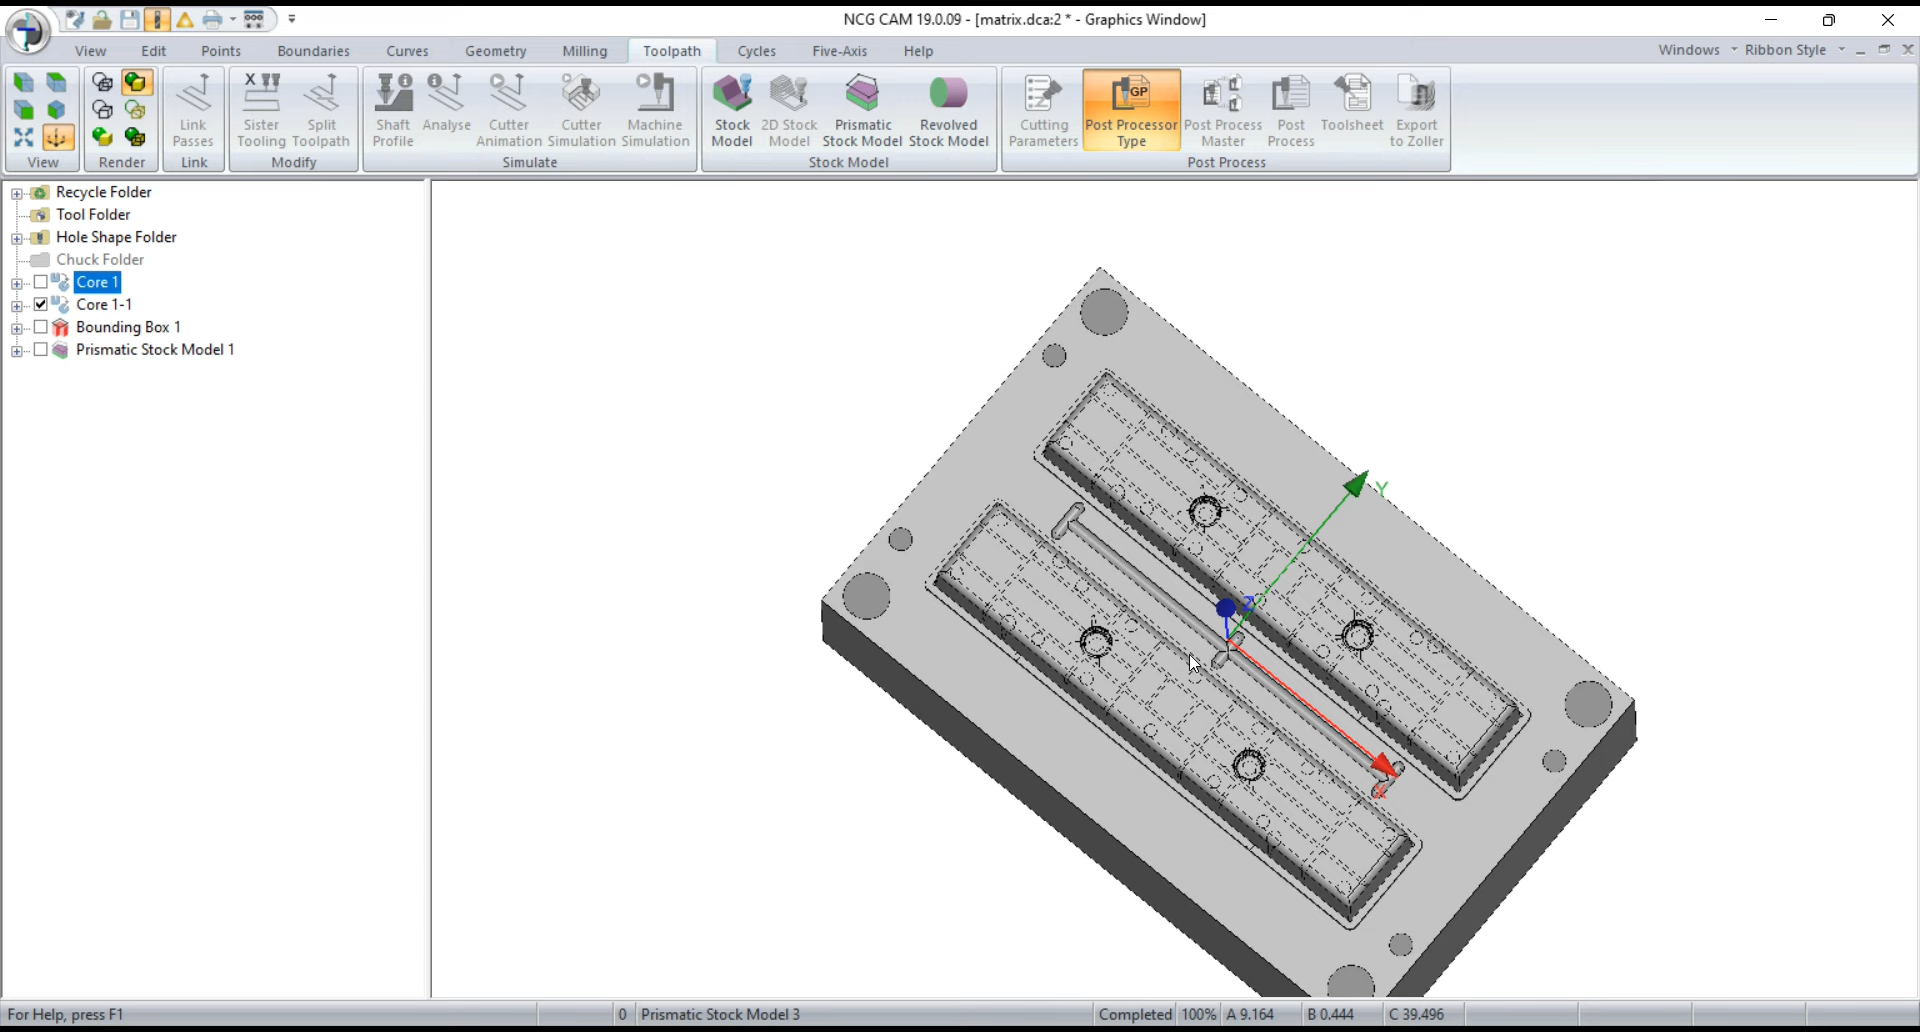 NCG CAM 19.0.09 - [matrix.dca:2 * - Graphics Window]
View Edit Points Boundaries Curves Geometry Milling Toolpath Cycles Five-Axis Help Windows Ribbon Style
Link Passes
Link
X
Sister Tooling
Split Toolpath
Modify
Shaft Profile
Analyse
Cutter Animation
Cutter Simulation
Machine Simulation
Simulate
Stock Model
2D Stock Model
Prismatic Stock Model
Revolved Stock Model
Stock Model
Cutting Parameters
GP
Post Processor Type
Post Process Master
Post Process
Toolsheet
Export to Zoller
Post Process
View
Render
Recycle Folder
Tool Folder
Hole Shape Folder
Chuck Folder
Core 1
Core 1-1
Bounding Box 1
Prismatic Stock Model 1
Y
Z
X
For Help, press F1 0 Prismatic Stock Model 3 Completed 100% A 9.164 B 0.444 C 39.496